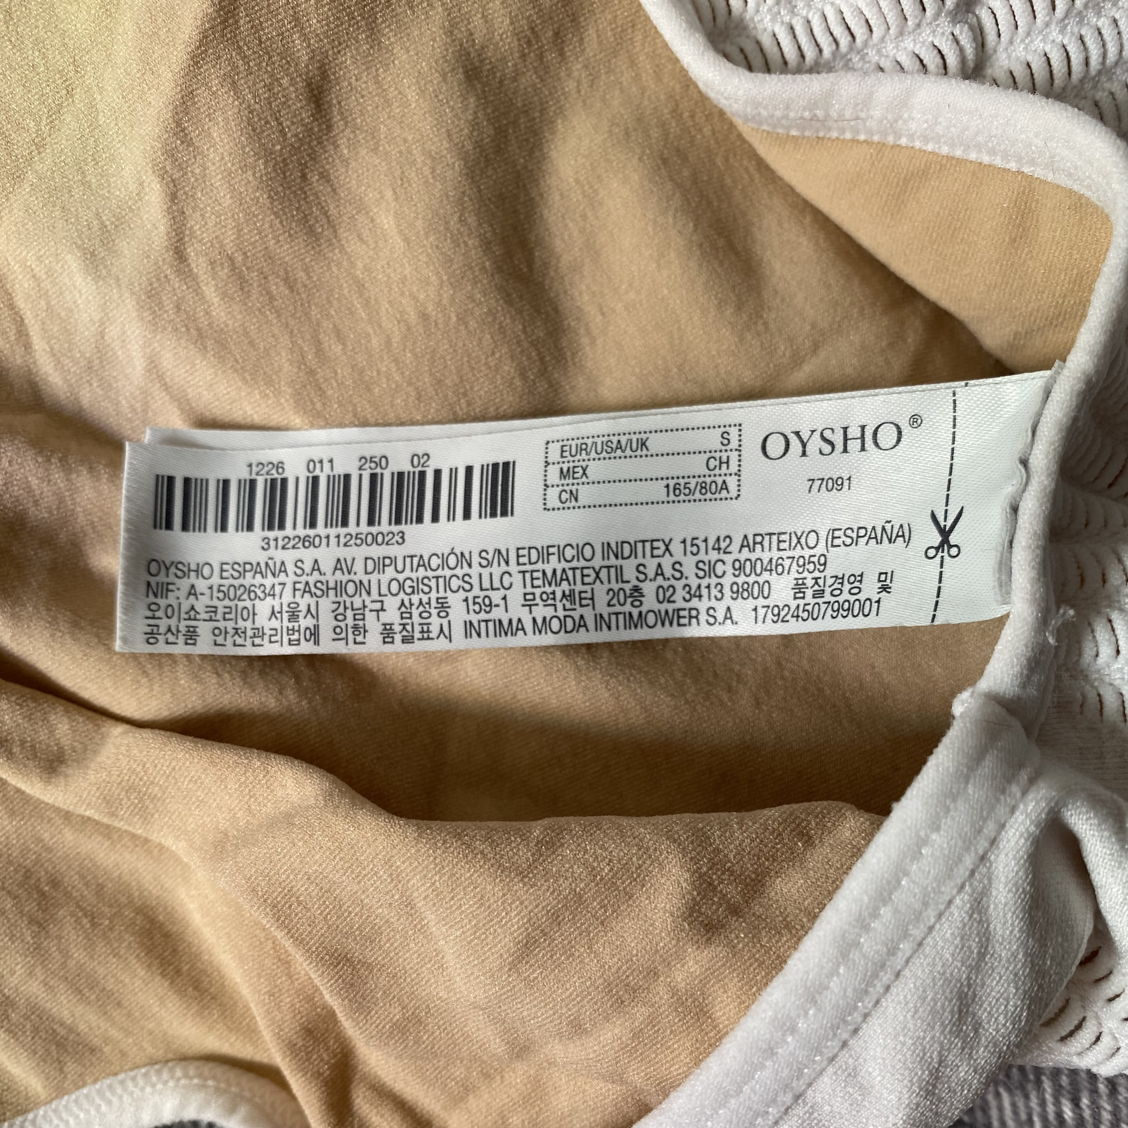 1226 011 250 02
31226011250023
EUR/USA/UK S
MEX CH
CN 165/80A
OYSHO®
77091
OYSHO ESPAÑA S.A. AV. DIPUTACIÓN S/N EDIFICIO INDITEX 15142 ARTEIXO (ESPAÑA)
NIF: A-15026347 FASHION LOGISTICS LLC TEMATEXTIL S.A.S. SIC 900467959
오이쇼코리아 서울시 강남구 삼성동 159-1 무역센터 20층 02 3413 9800 품질경영 및
공산품 안전관리법에 의한 품질표시 INTIMA MODA INTIMOWER S.A. 1792450799001